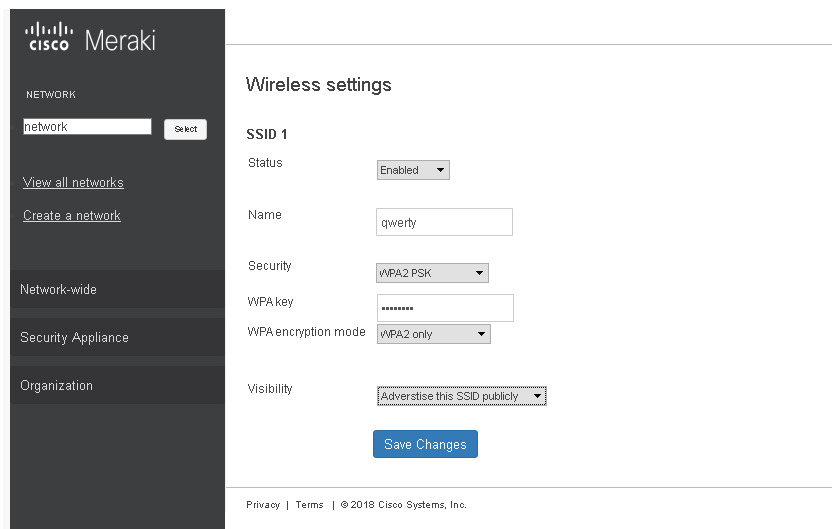 cisco Meraki
NETWORK
network
Select
View all networks
Create a network
Network-wide
Security Appliance
Organization
Wireless settings
SSID 1
Status
Enabled
Name
qwerty
Security
WPA2 PSK
WPA key
••••••••
WPA encryption mode
WPA2 only
Visibility
Adverstise this SSID publicly
Save Changes
Privacy | Terms | © 2018 Cisco Systems, Inc.